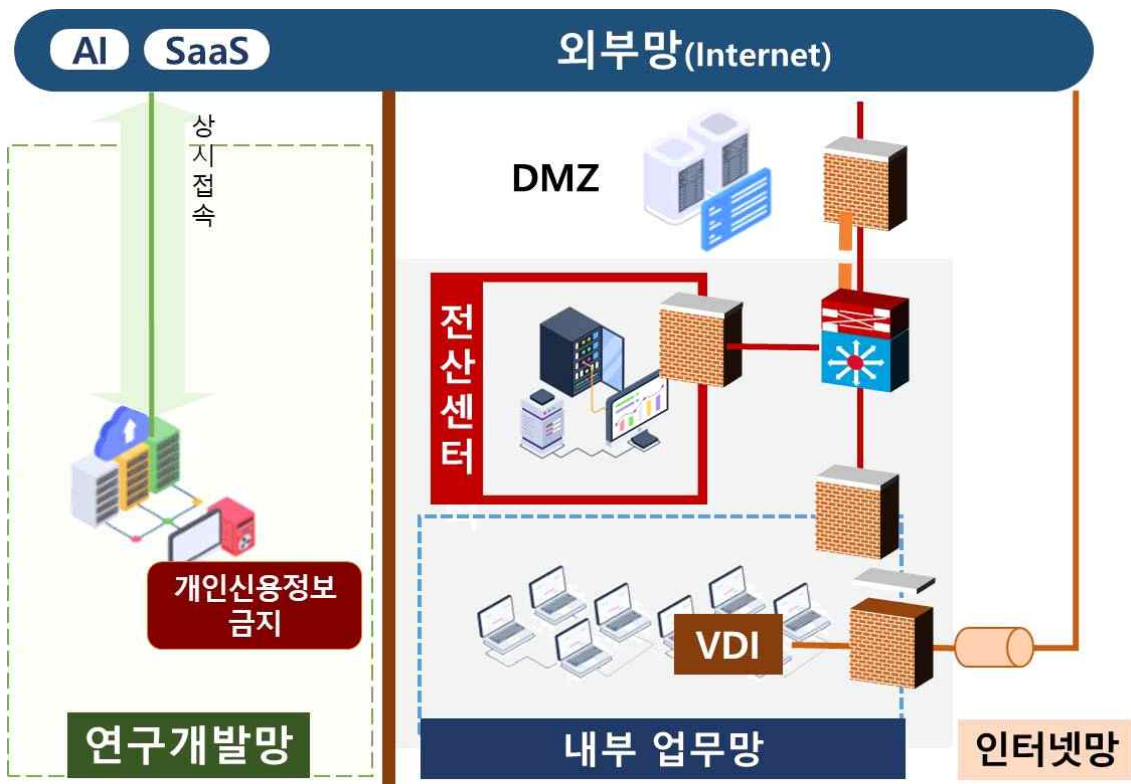 AI
SaaS
외부망(Internet)
상
시
접
속
DMZ
전
산
센
터
개인신용정보
금지
VDI
연구개발망
내부 업무망
인터넷망